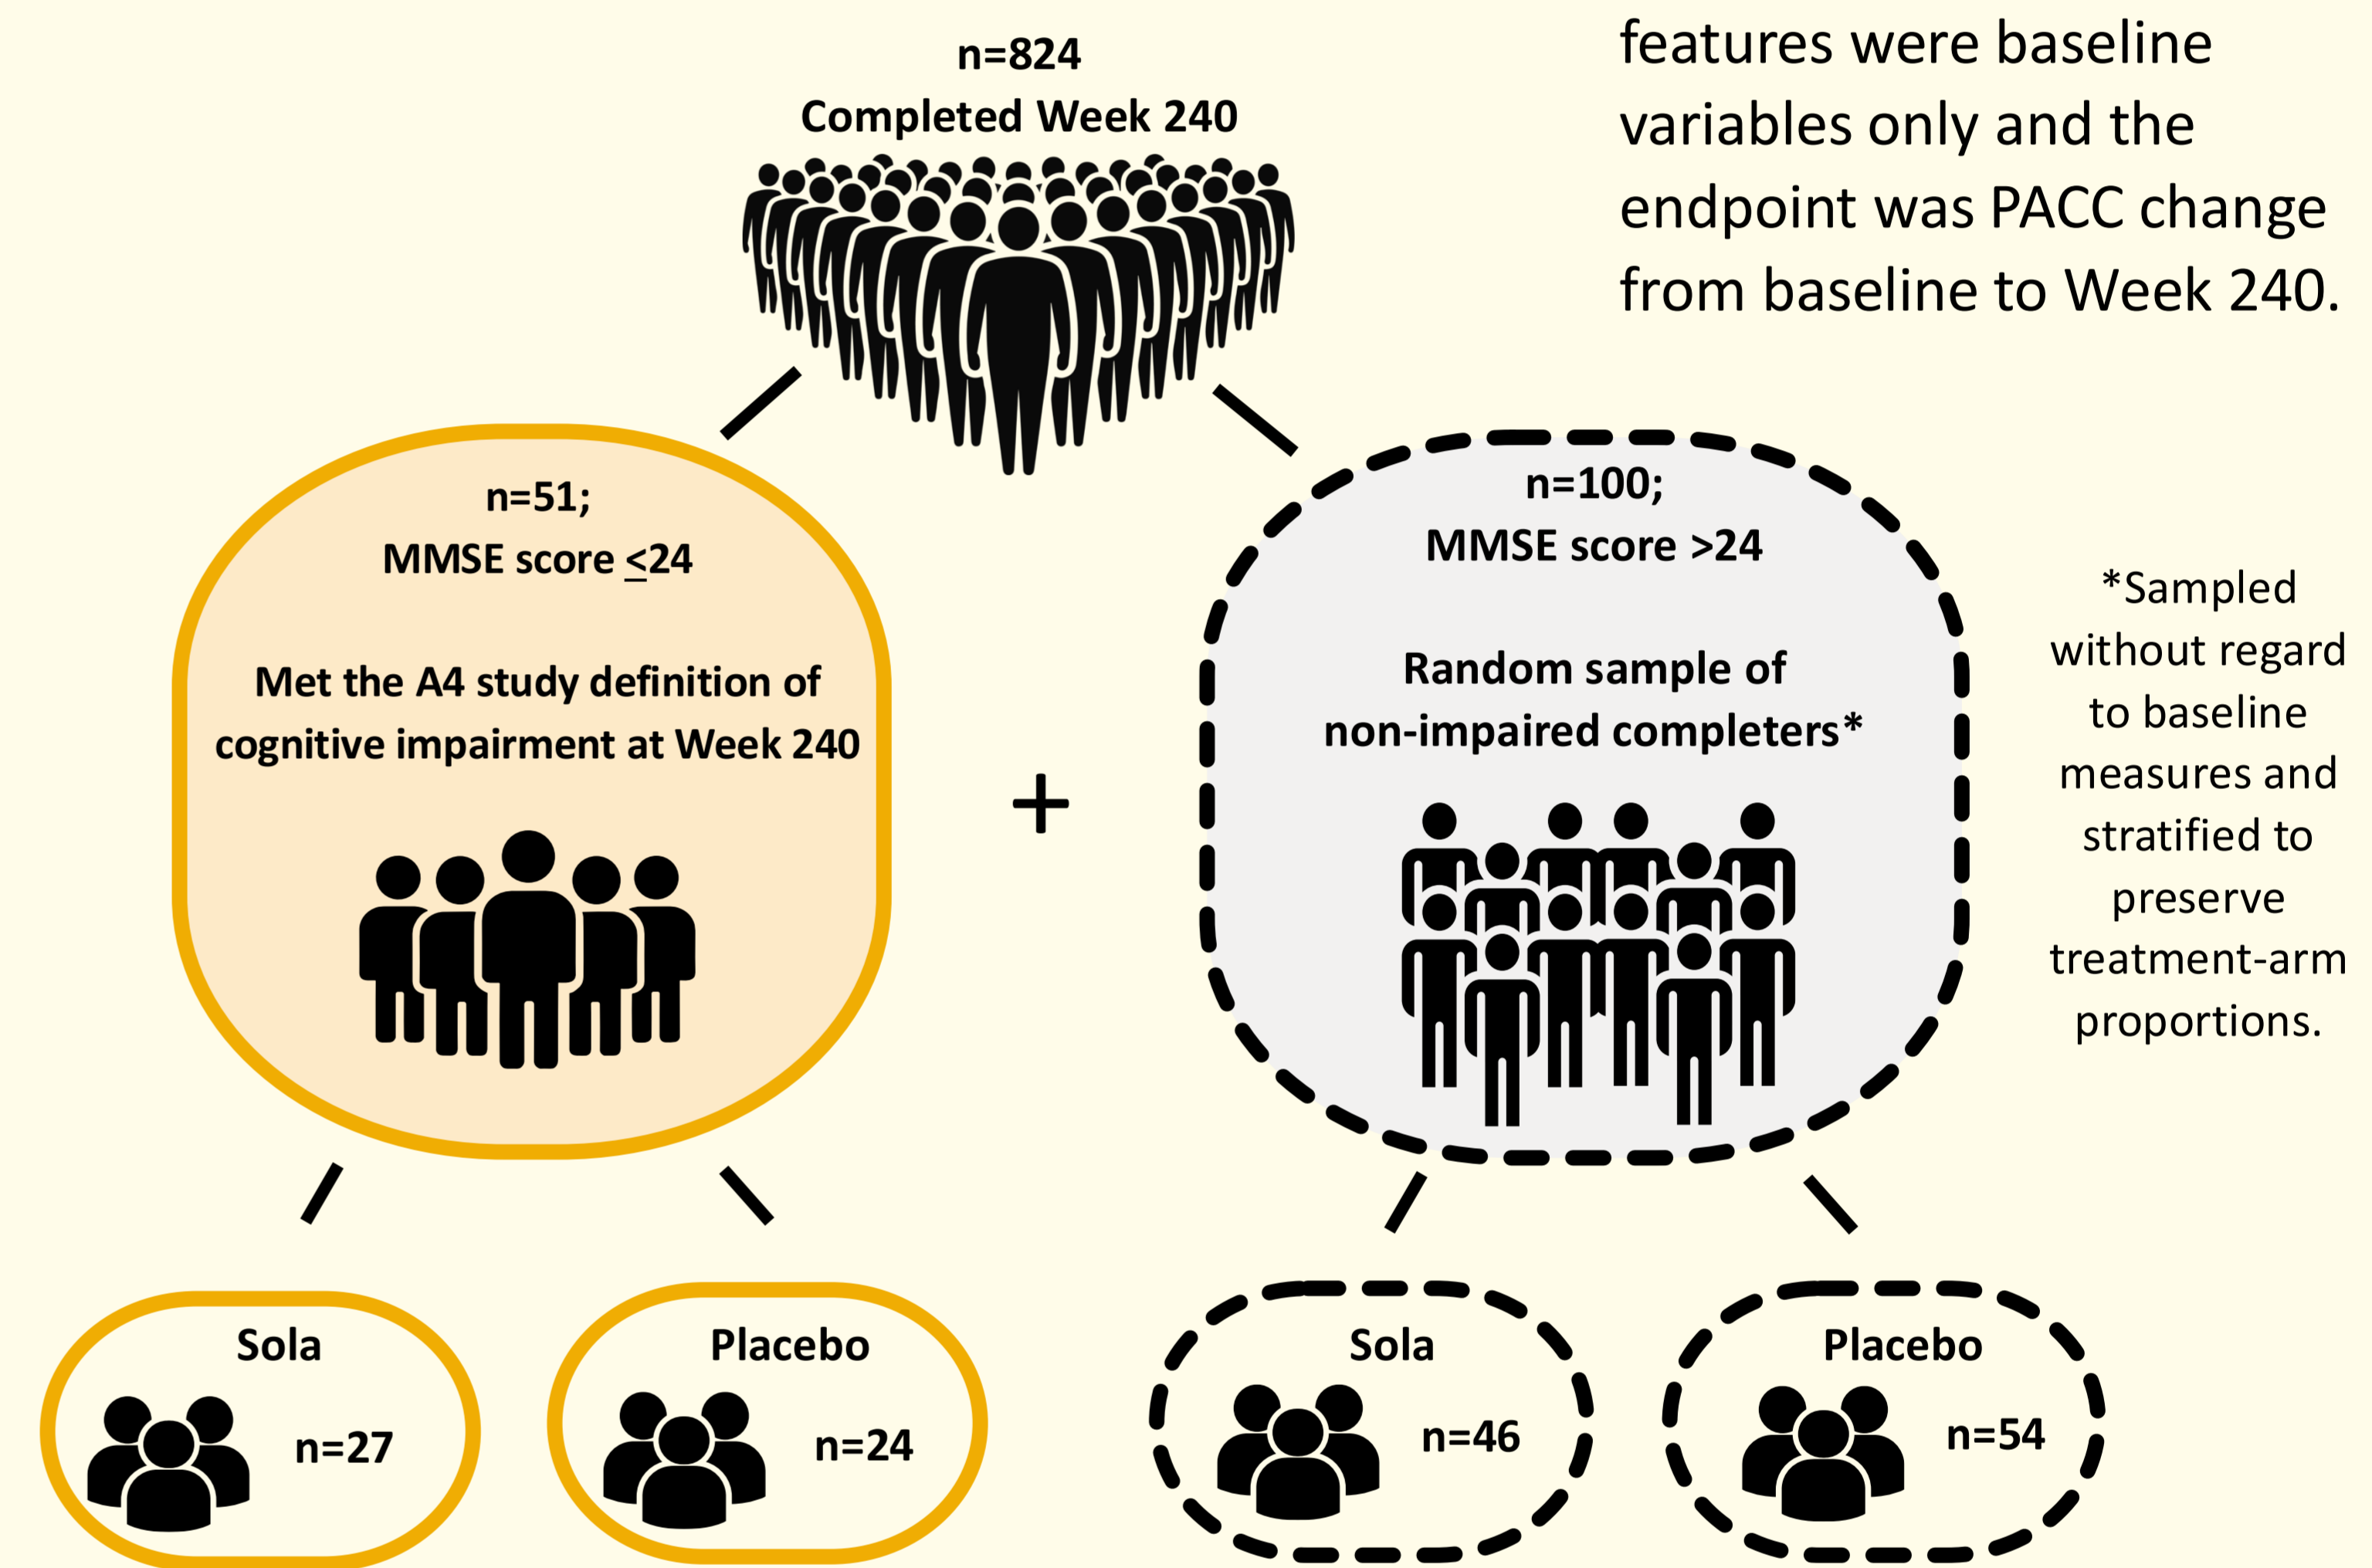 features were baseline
variables only and the
endpoint was PACC change
from baseline to Week 240.
n=824
Completed Week 240
n=51;
MMSE score ≤24
Met the A4 study definition of
cognitive impairment at Week 240
+
n=100;
MMSE score >24
Random sample of
non-impaired completers*
*Sampled
without regard
to baseline
measures and
stratified to
preserve
treatment-arm
proportions.
Sola
n=27
Placebo
n=24
Sola
n=46
Placebo
n=54